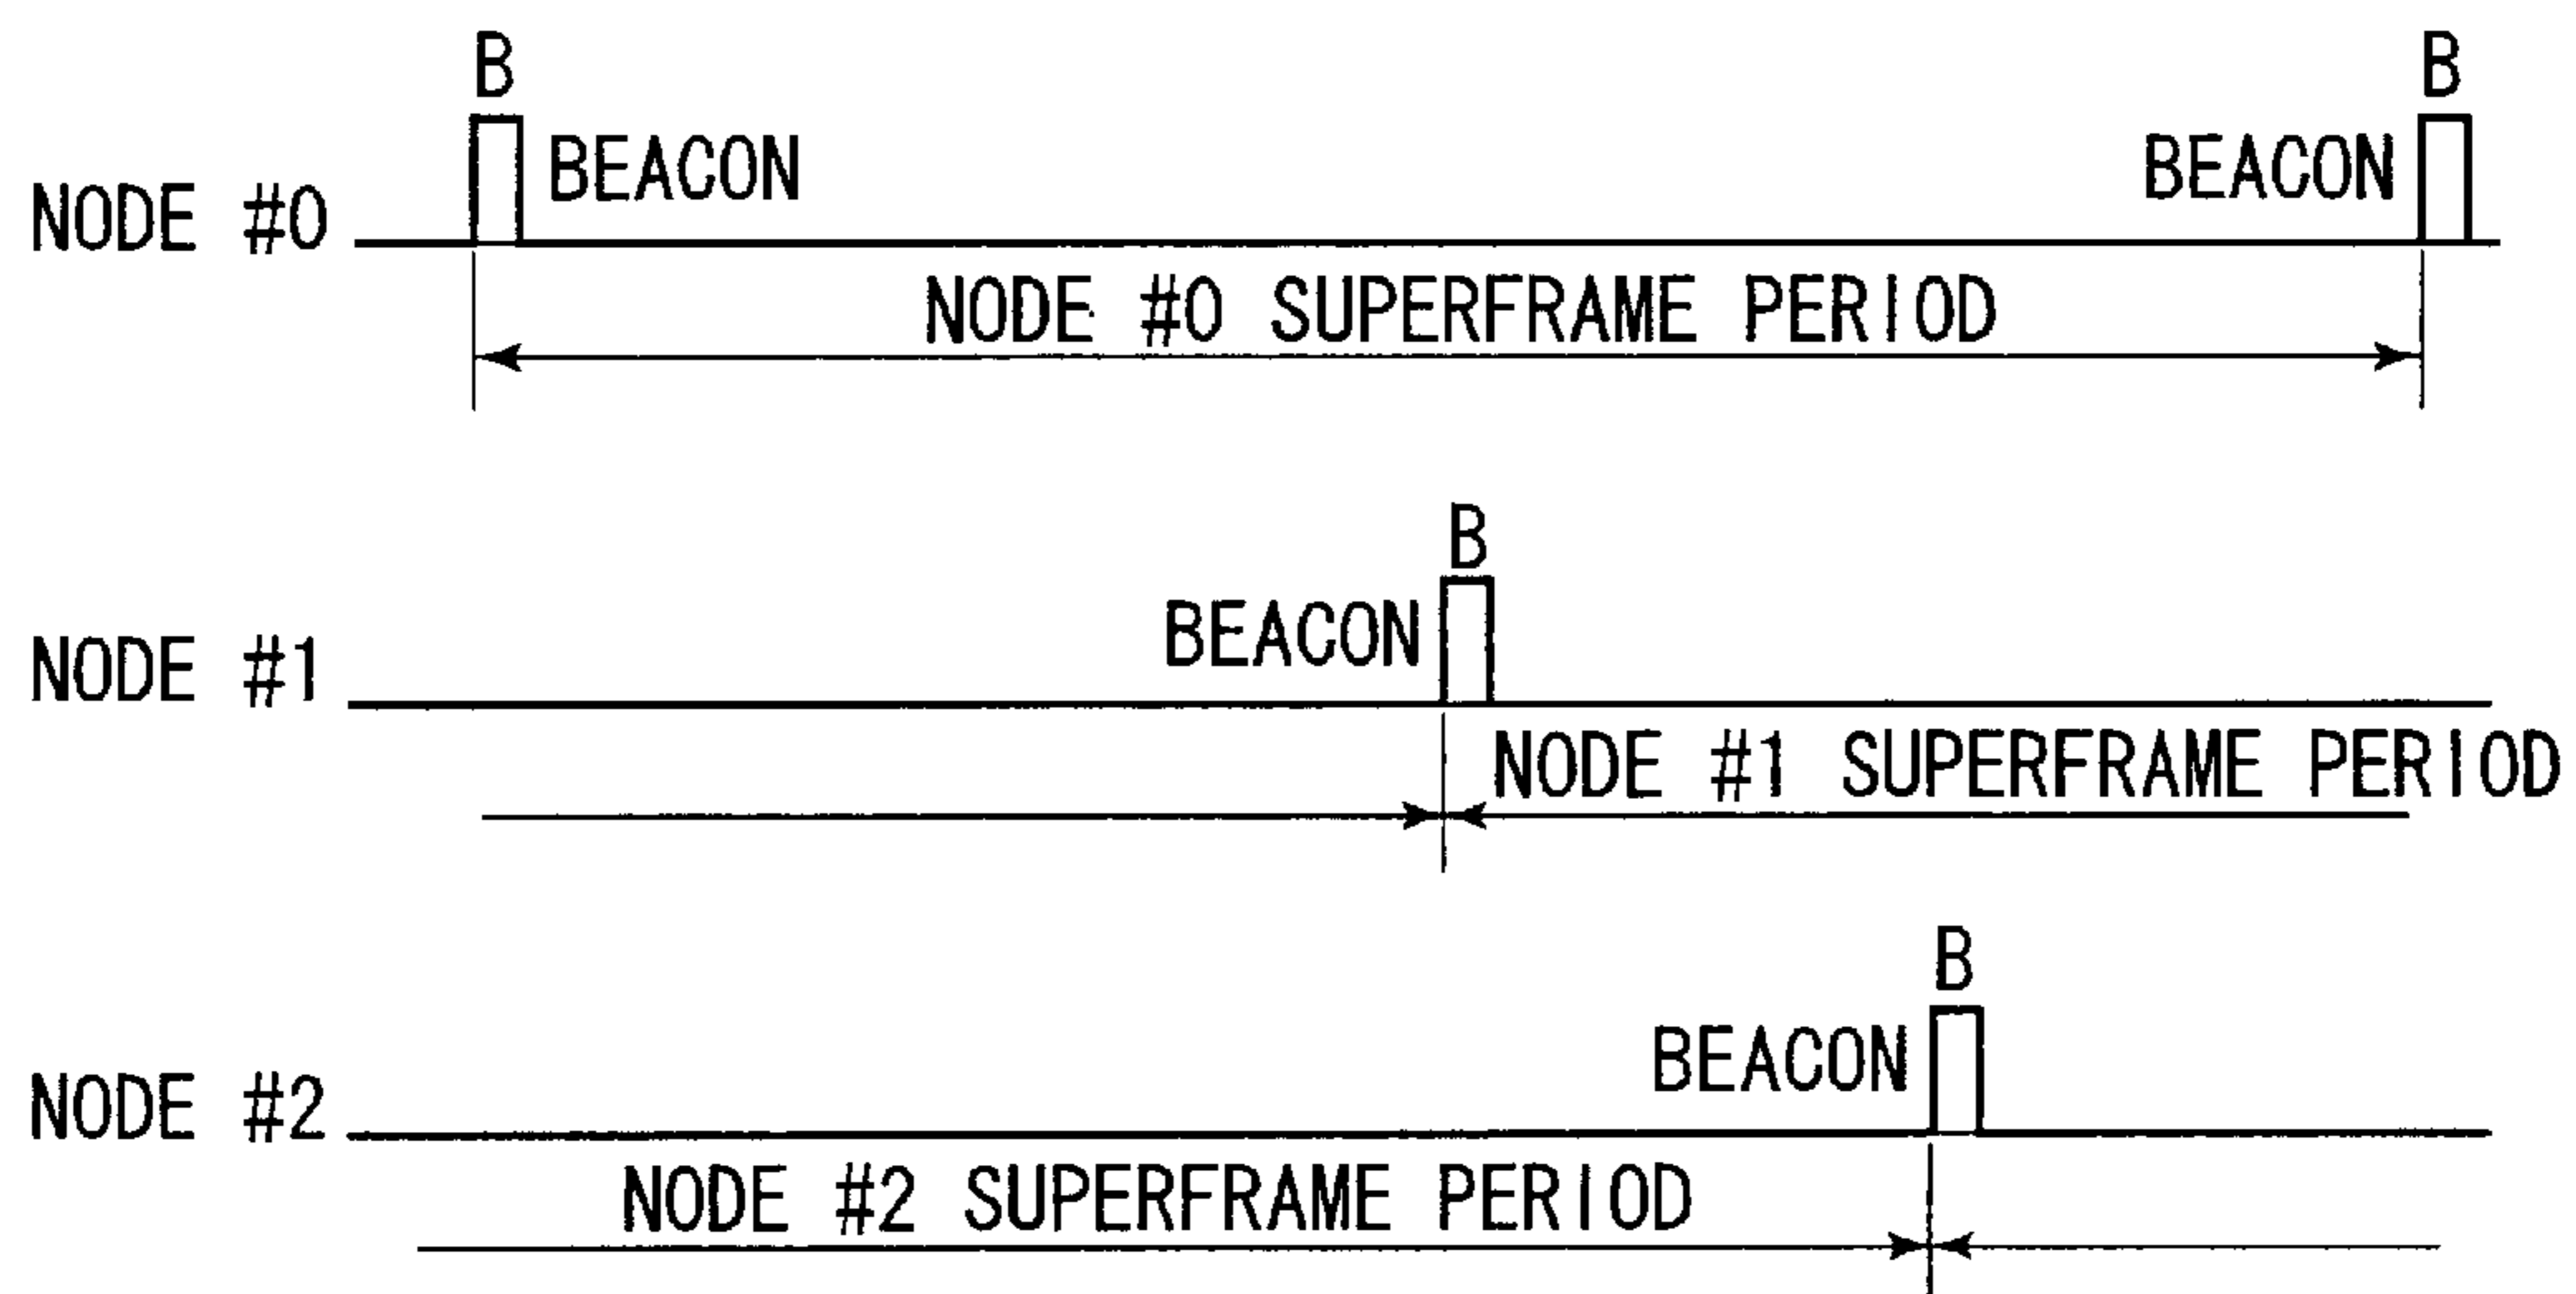 B B
BEACON BEACON
NODE #0
NODE #0 SUPERFRAME PERIOD
B
BEACON
NODE #1
NODE #1 SUPERFRAME PERIOD
B
BEACON
NODE #2
NODE #2 SUPERFRAME PERIOD